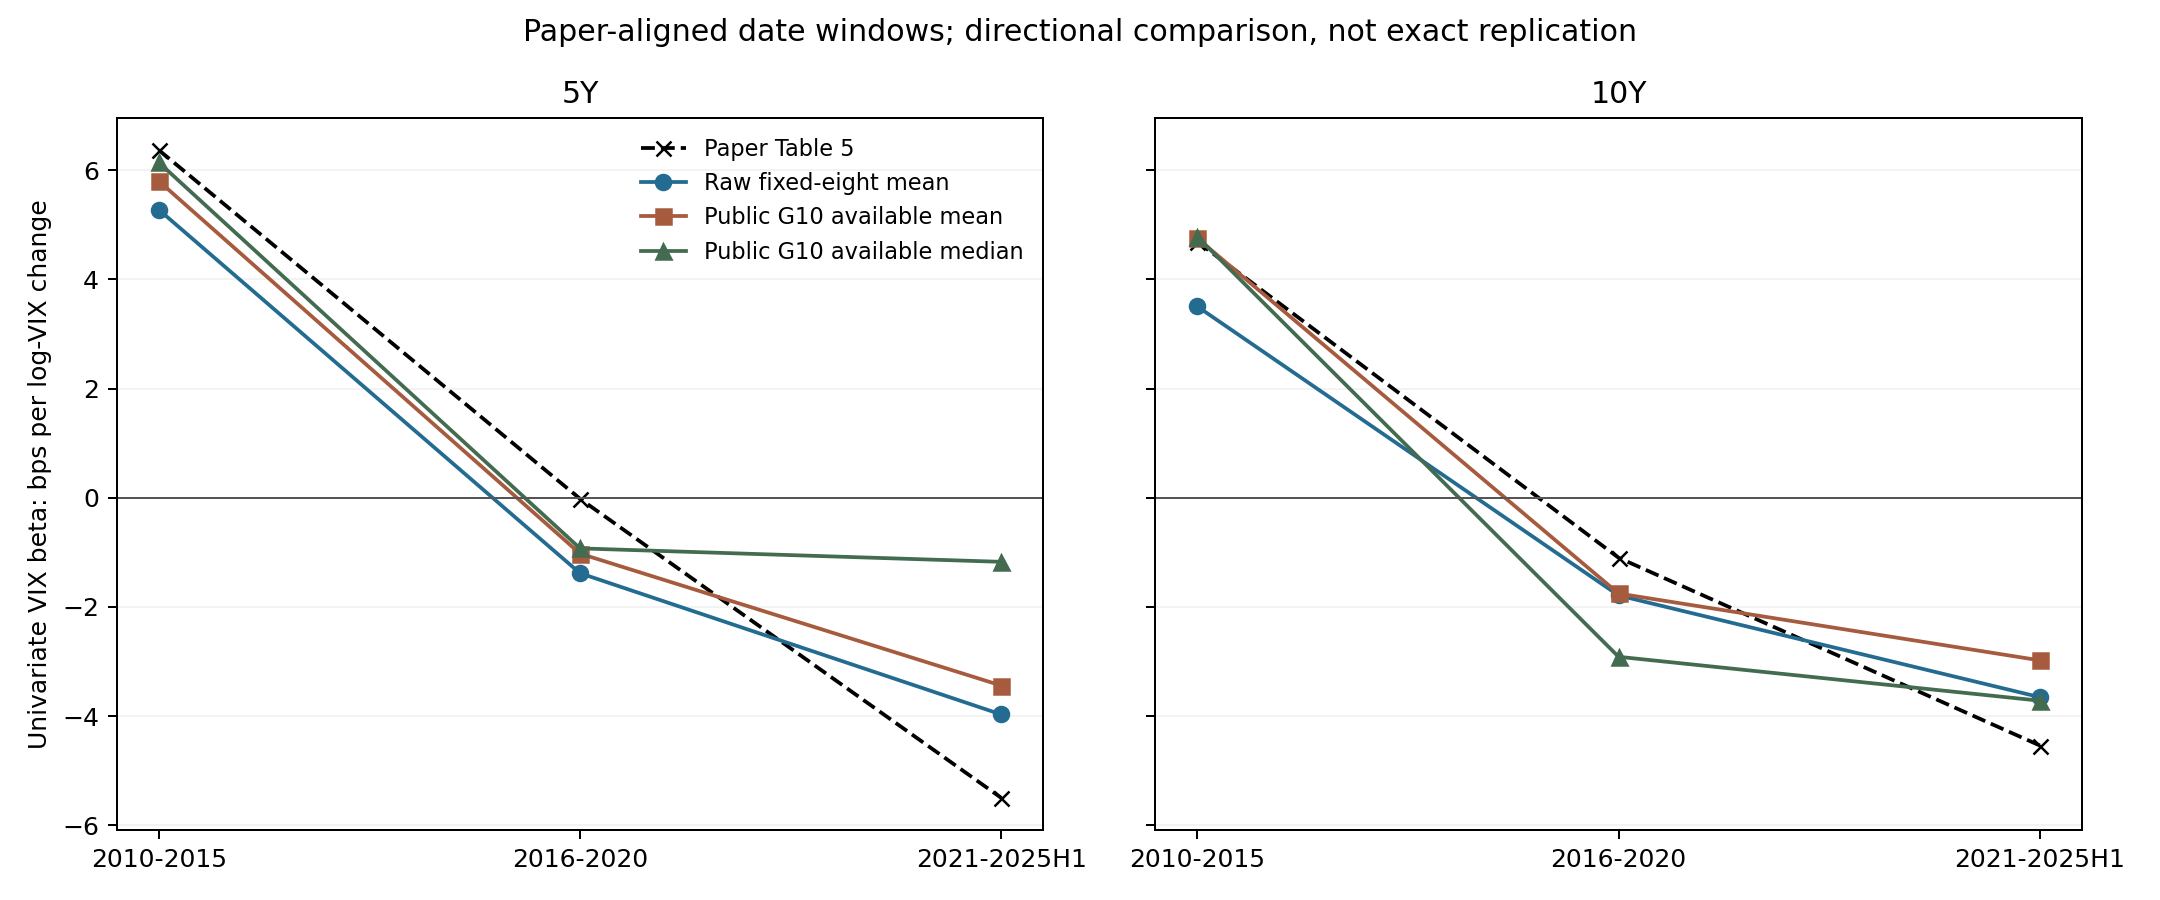 Paper-aligned date windows; directional comparison, not exact replication
5Y
10Y
Univariate VIX beta: bps per log-VIX change
6
4
2
0
−2
−4
−6
Paper Table 5
Raw fixed-eight mean
Public G10 available mean
Public G10 available median
2010-2015
2016-2020
2021-2025H1
2010-2015
2016-2020
2021-2025H1